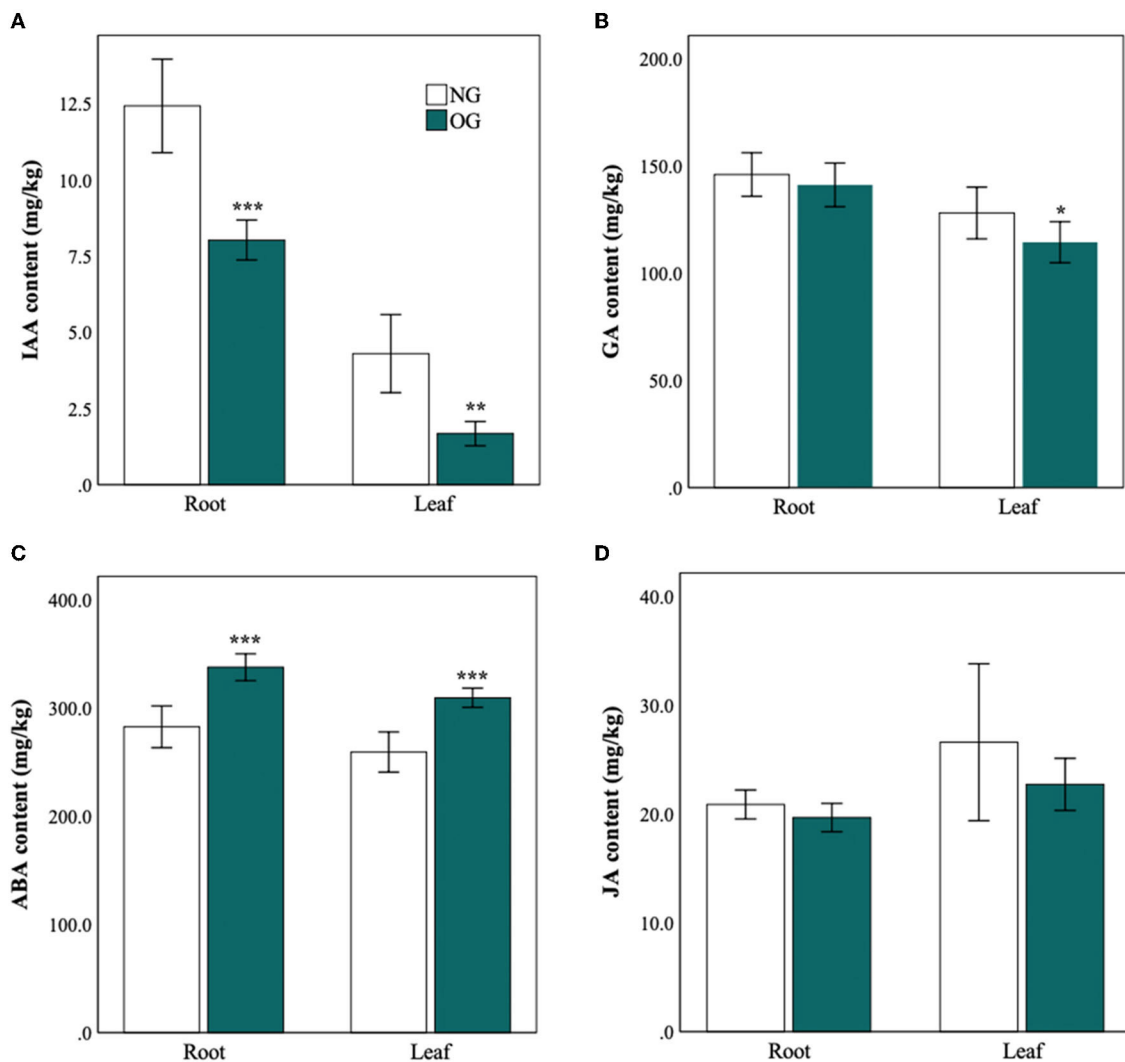 A
IAA content (mg/kg)
12.5
10.0
7.5
5.0
2.5
.0
NG
OG
***
**
Root Leaf
B
GA content (mg/kg)
200.0
150.0
100.0
50.0
.0
*
Root Leaf
C
ABA content (mg/kg)
400.0
300.0
200.0
100.0
.0
***
***
Root Leaf
D
JA content (mg/kg)
40.0
30.0
20.0
10.0
.0
Root Leaf